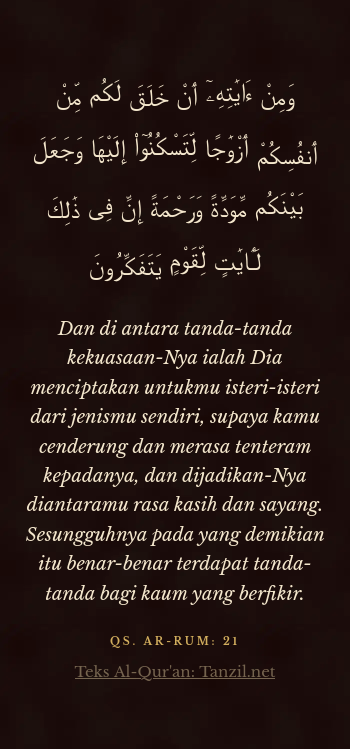 وَمِنْ ءَايَٰتِهِۦٓ أَنْ خَلَقَ لَكُم مِّنْ
أَنفُسِكُمْ أَزْوَٰجًا لِّتَسْكُنُوٓا۟ إِلَيْهَا وَجَعَلَ
بَيْنَكُم مَّوَدَّةً وَرَحْمَةً إِنَّ فِى ذَٰلِكَ
لَءَايَٰتٍ لِّقَوْمٍ يَتَفَكَّرُونَ
Dan di antara tanda-tanda
kekuasaan-Nya ialah Dia
menciptakan untukmu isteri-isteri
dari jenismu sendiri, supaya kamu
cenderung dan merasa tenteram
kepadanya, dan dijadikan-Nya
diantaramu rasa kasih dan sayang.
Sesungguhnya pada yang demikian
itu benar-benar terdapat tanda-
tanda bagi kaum yang berfikir.
QS. AR-RUM: 21
Teks Al-Qur'an: Tanzil.net